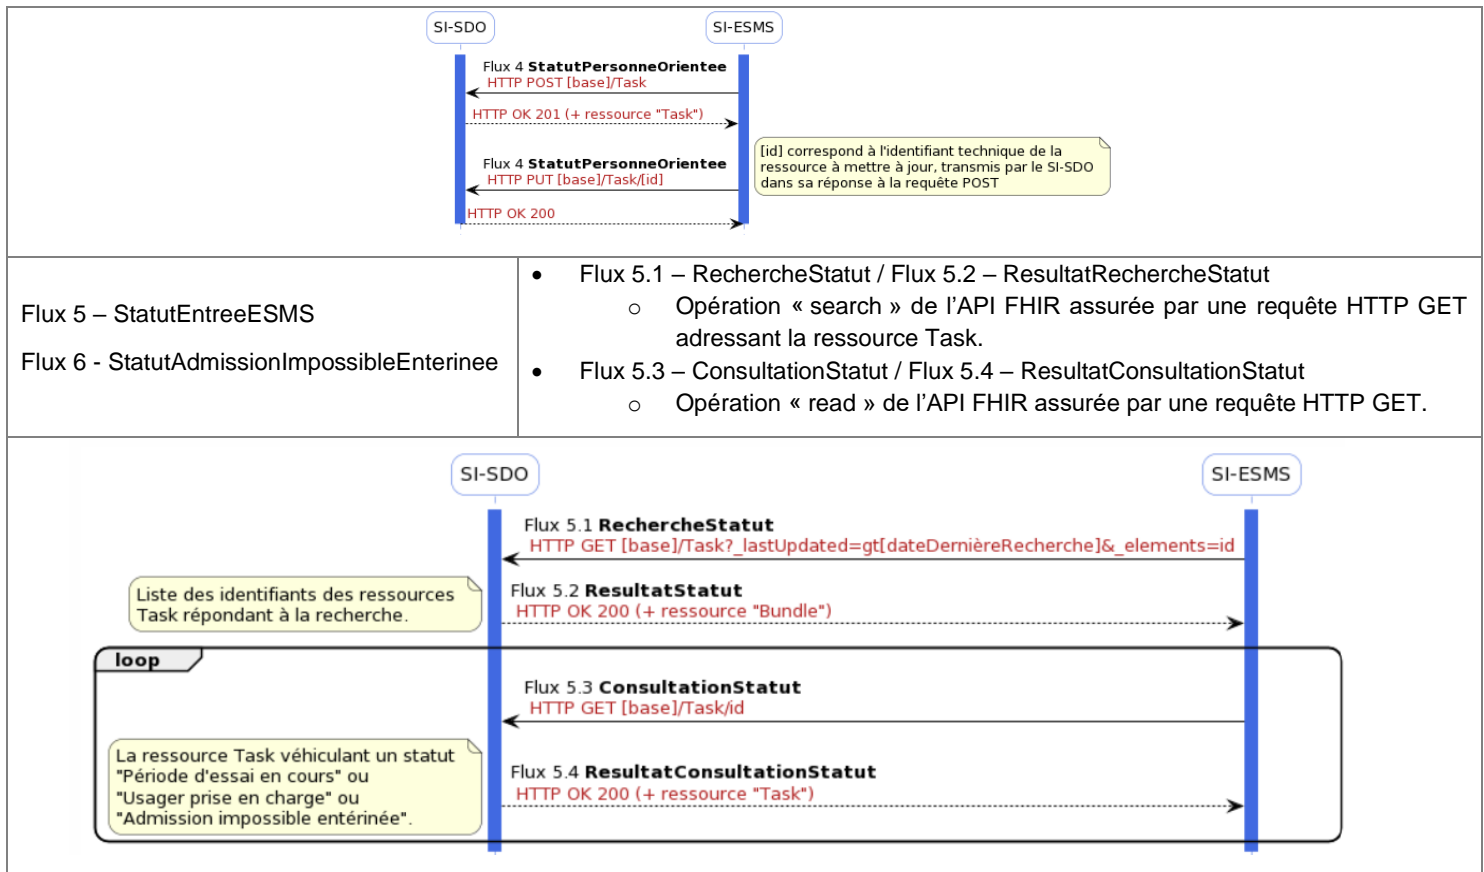 SI-SDO
SI-ESMS
Flux 4 StatutPersonneOrientee
HTTP POST [base]/Task
HTTP OK 201 (+ ressource "Task")
[id] correspond à l'identifiant technique de la
ressource à mettre à jour, transmis par le SI-SDO
dans sa réponse à la requête POST
Flux 4 StatutPersonneOrientee
HTTP PUT [base]/Task/[id]
HTTP OK 200
Flux 5 – StatutEntreeESMS
Flux 6 - StatutAdmissionImpossibleEnterinee
• Flux 5.1 – RechercheStatut / Flux 5.2 – ResultatRechercheStatut
o Opération « search » de l’API FHIR assurée par une requête HTTP GET
adressant la ressource Task.
• Flux 5.3 – ConsultationStatut / Flux 5.4 – ResultatConsultationStatut
o Opération « read » de l’API FHIR assurée par une requête HTTP GET.
SI-SDO
SI-ESMS
Flux 5.1 RechercheStatut
HTTP GET [base]/Task?_lastUpdated=gt[dateDernièreRecherche]&_elements=id
Liste des identifiants des ressources
Task répondant à la recherche.
Flux 5.2 ResultatStatut
HTTP OK 200 (+ ressource "Bundle")
loop
Flux 5.3 ConsultationStatut
HTTP GET [base]/Task/id
La ressource Task véhiculant un statut
"Période d'essai en cours" ou
"Usager prise en charge" ou
"Admission impossible entérinée".
Flux 5.4 ResultatConsultationStatut
HTTP OK 200 (+ ressource "Task")